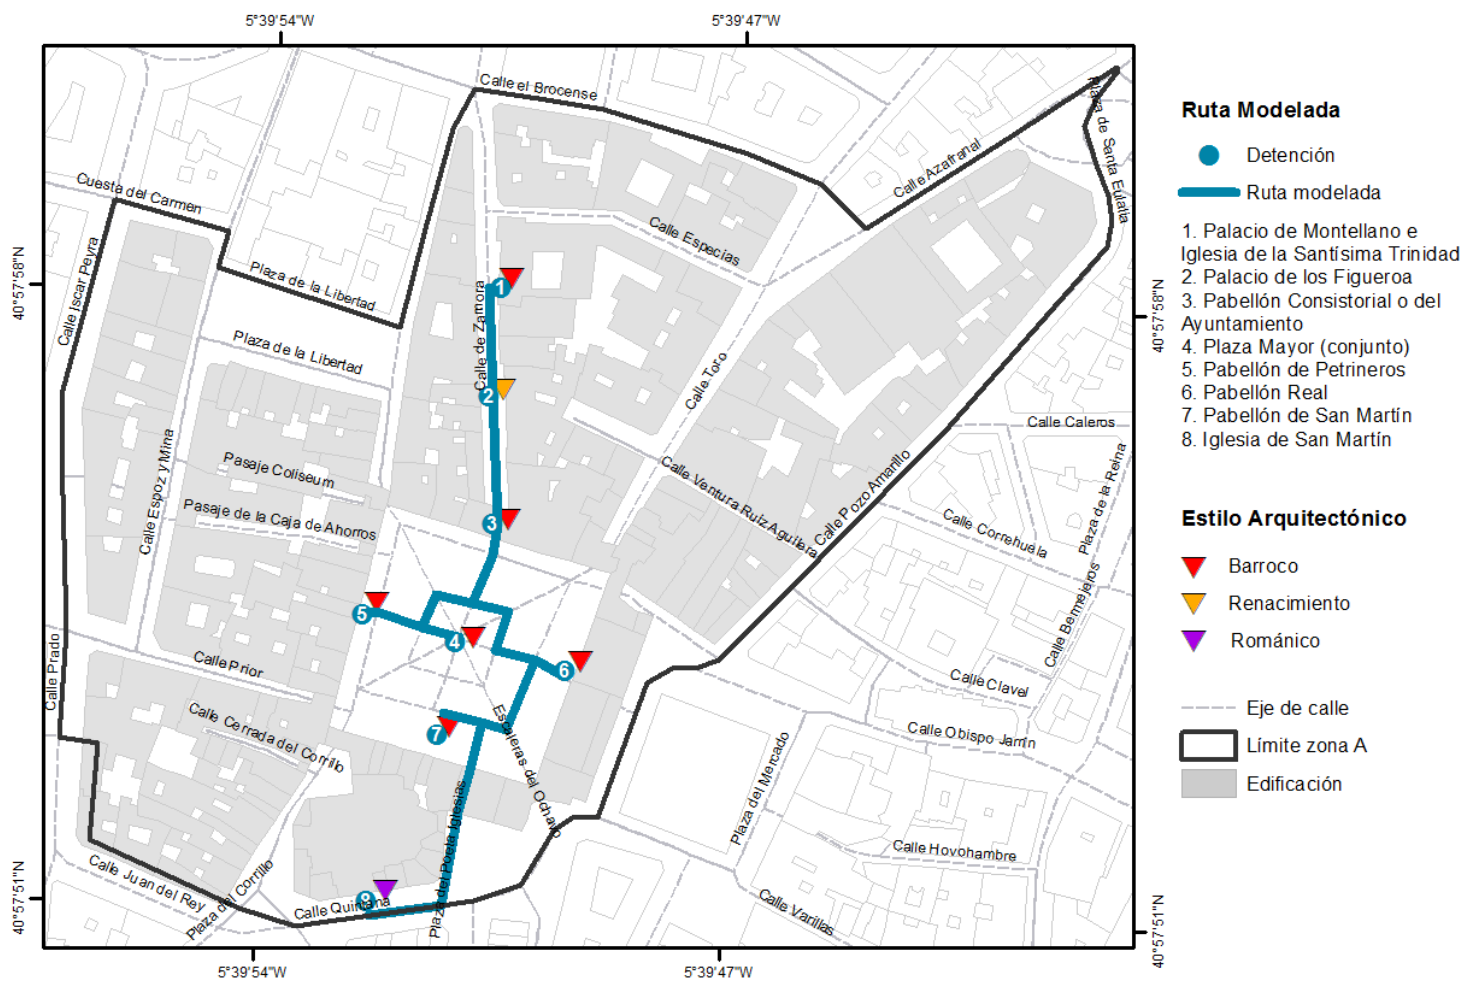 5°39'54"W
5°39'47"W
Calle el Brocense
Plaza de Santa Eulalia
Calle Azafranal
Cuesta del Carmen
Calle Iscar Peyra
Calle Especias
40°57'58"N
40°57'58"N
Plaza de la Libertad
1
Calle de Zamora
Plaza de la Libertad
Calle Toro
2
Calle Caleros
Calle Espoz y Mina
Pasaje Coliseum
Calle Ventura Ruiz Aguilera
Calle Pozo Amarillo
Plaza de la Reina
Pasaje de la Caja de Ahorros
3
Calle Correhuela
Calle Bermejeros
5
4
6
Calle Prado
Calle Prior
Calle Clavel
Calle Cerrada del Corrillo
7
Escaleras del Ochavo
Calle Obispo Jarrín
Plaza del Mercado
Plaza del Poeta Iglesias
Calle Hovohambre
Calle Juan del Rey
Plaza del Corrillo
8
Calle Quintana
Calle Varillas
40°57'51"N
40°57'51"N
5°39'54"W
5°39'47"W
Ruta Modelada
Detención
Ruta modelada
1. Palacio de Montellano e
Iglesia de la Santísima Trinidad
2. Palacio de los Figueroa
3. Pabellón Consistorial o del
Ayuntamiento
4. Plaza Mayor (conjunto)
5. Pabellón de Petrineros
6. Pabellón Real
7. Pabellón de San Martín
8. Iglesia de San Martín
Estilo Arquitectónico
Barroco
Renacimiento
Románico
Eje de calle
Límite zona A
Edificación